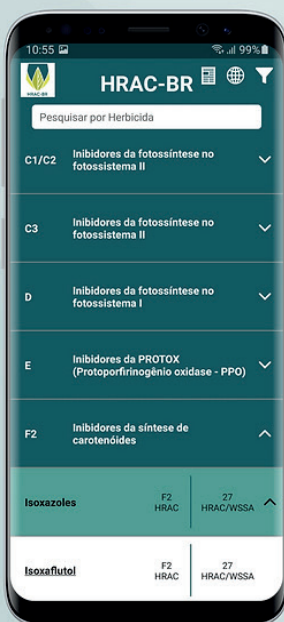 10:55
99%
HRAC-BR
HRAC-BR
Pesquisar por Herbicida
C1/C2
Inibidores da fotossíntese no
fotossistema II
C3
Inibidores da fotossíntese no
fotossistema II
D
Inibidores da fotossíntese no
fotossistema I
E
Inibidores da PROTOX
(Protoporfirinogênio oxidase - PPO)
F2
Inibidores da síntese de
carotenóides
Isoxazoles
F2
HRAC
27
HRAC/WSSA
Isoxaflutol
F2
HRAC
27
HRAC/WSSA